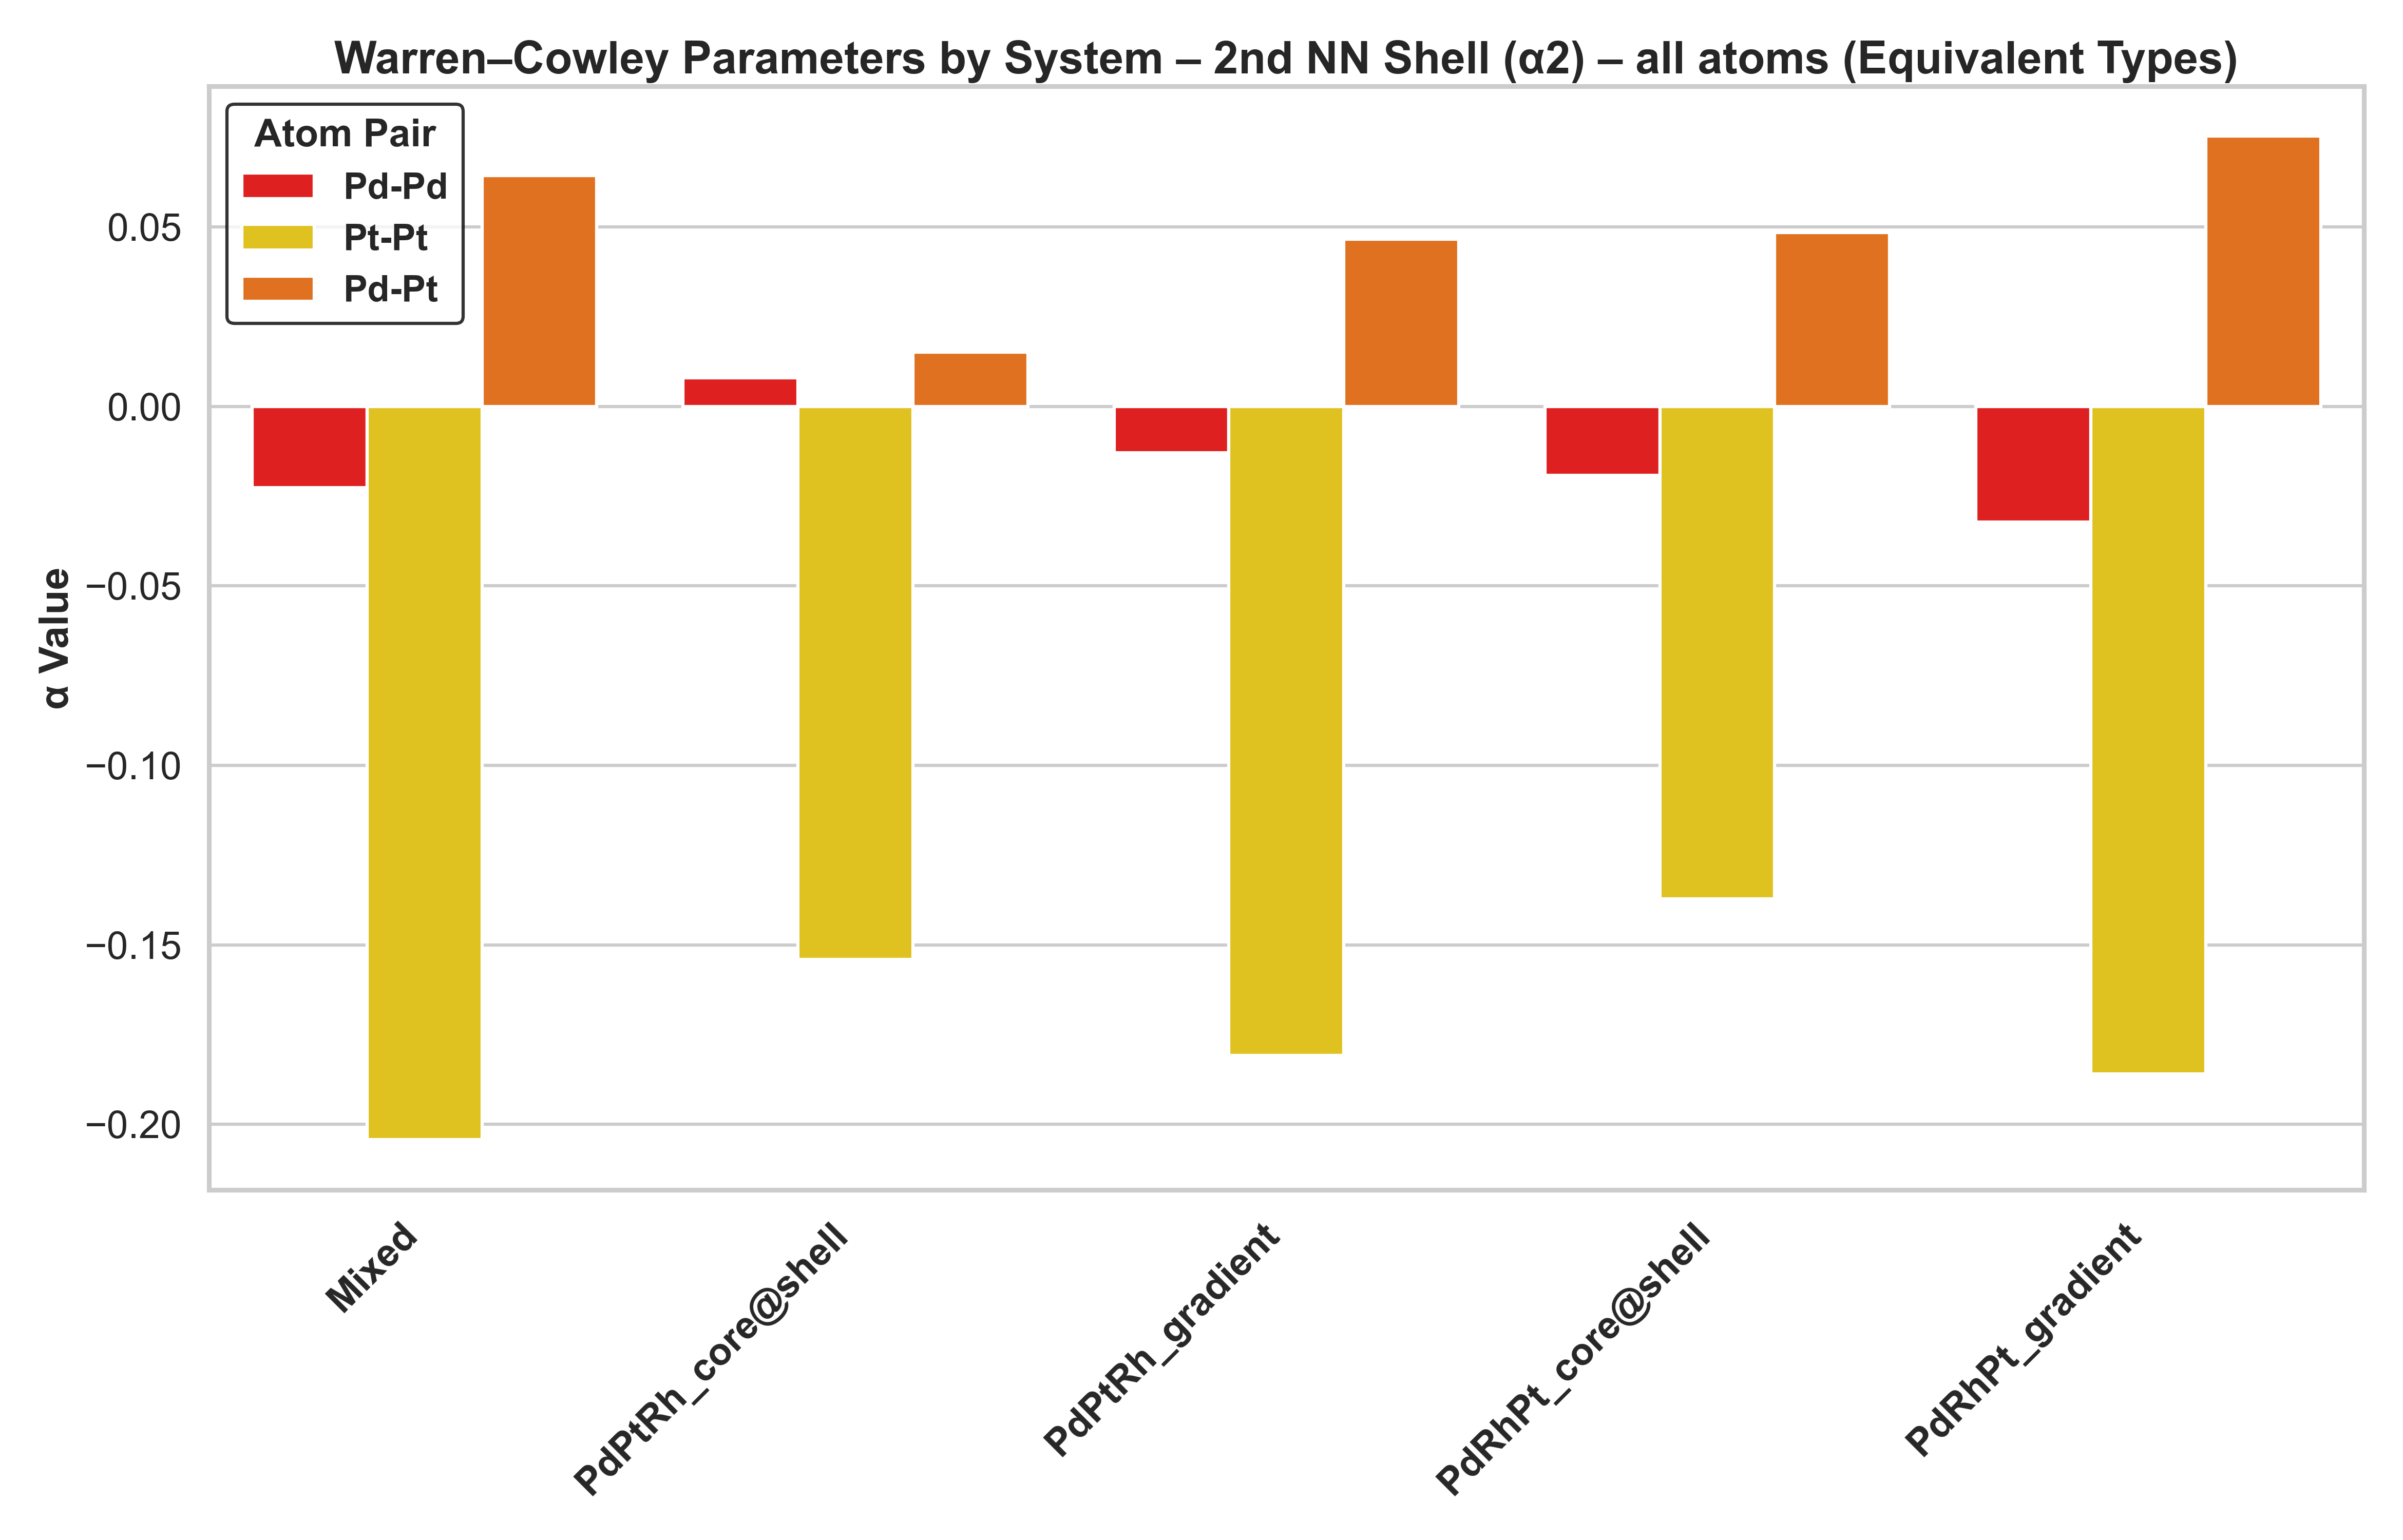 Warren–Cowley Parameters by System – 2nd NN Shell (α2) – all atoms (Equivalent Types)
Atom Pair
Pd-Pd
Pt-Pt
Pd-Pt
α Value
0.05
0.00
−0.05
−0.10
−0.15
−0.20
Mixed
PdPtRh_core@shell
PdPtRh_gradient
PdRhPt_core@shell
PdRhPt_gradient